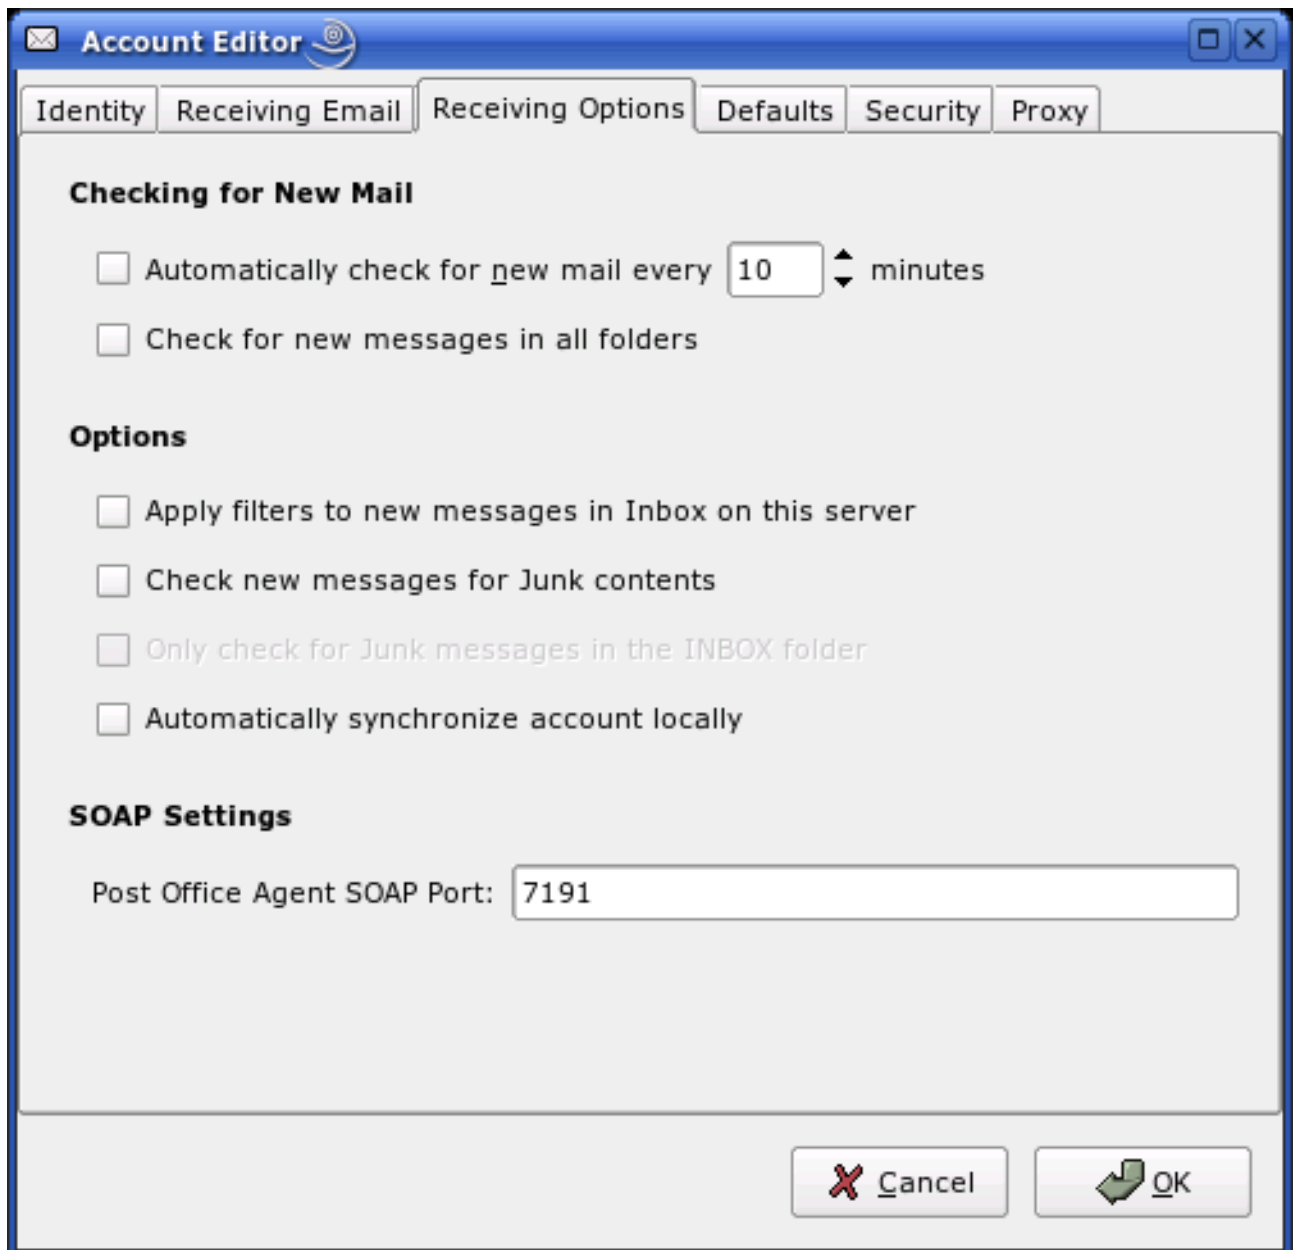 Account Editor
Identity Receiving Email Receiving Options Defaults Security Proxy
Checking for New Mail
Automatically check for new mail every 10 minutes
Check for new messages in all folders
Options
Apply filters to new messages in Inbox on this server
Check new messages for Junk contents
Only check for Junk messages in the INBOX folder
Automatically synchronize account locally
SOAP Settings
Post Office Agent SOAP Port: 7191
Cancel OK